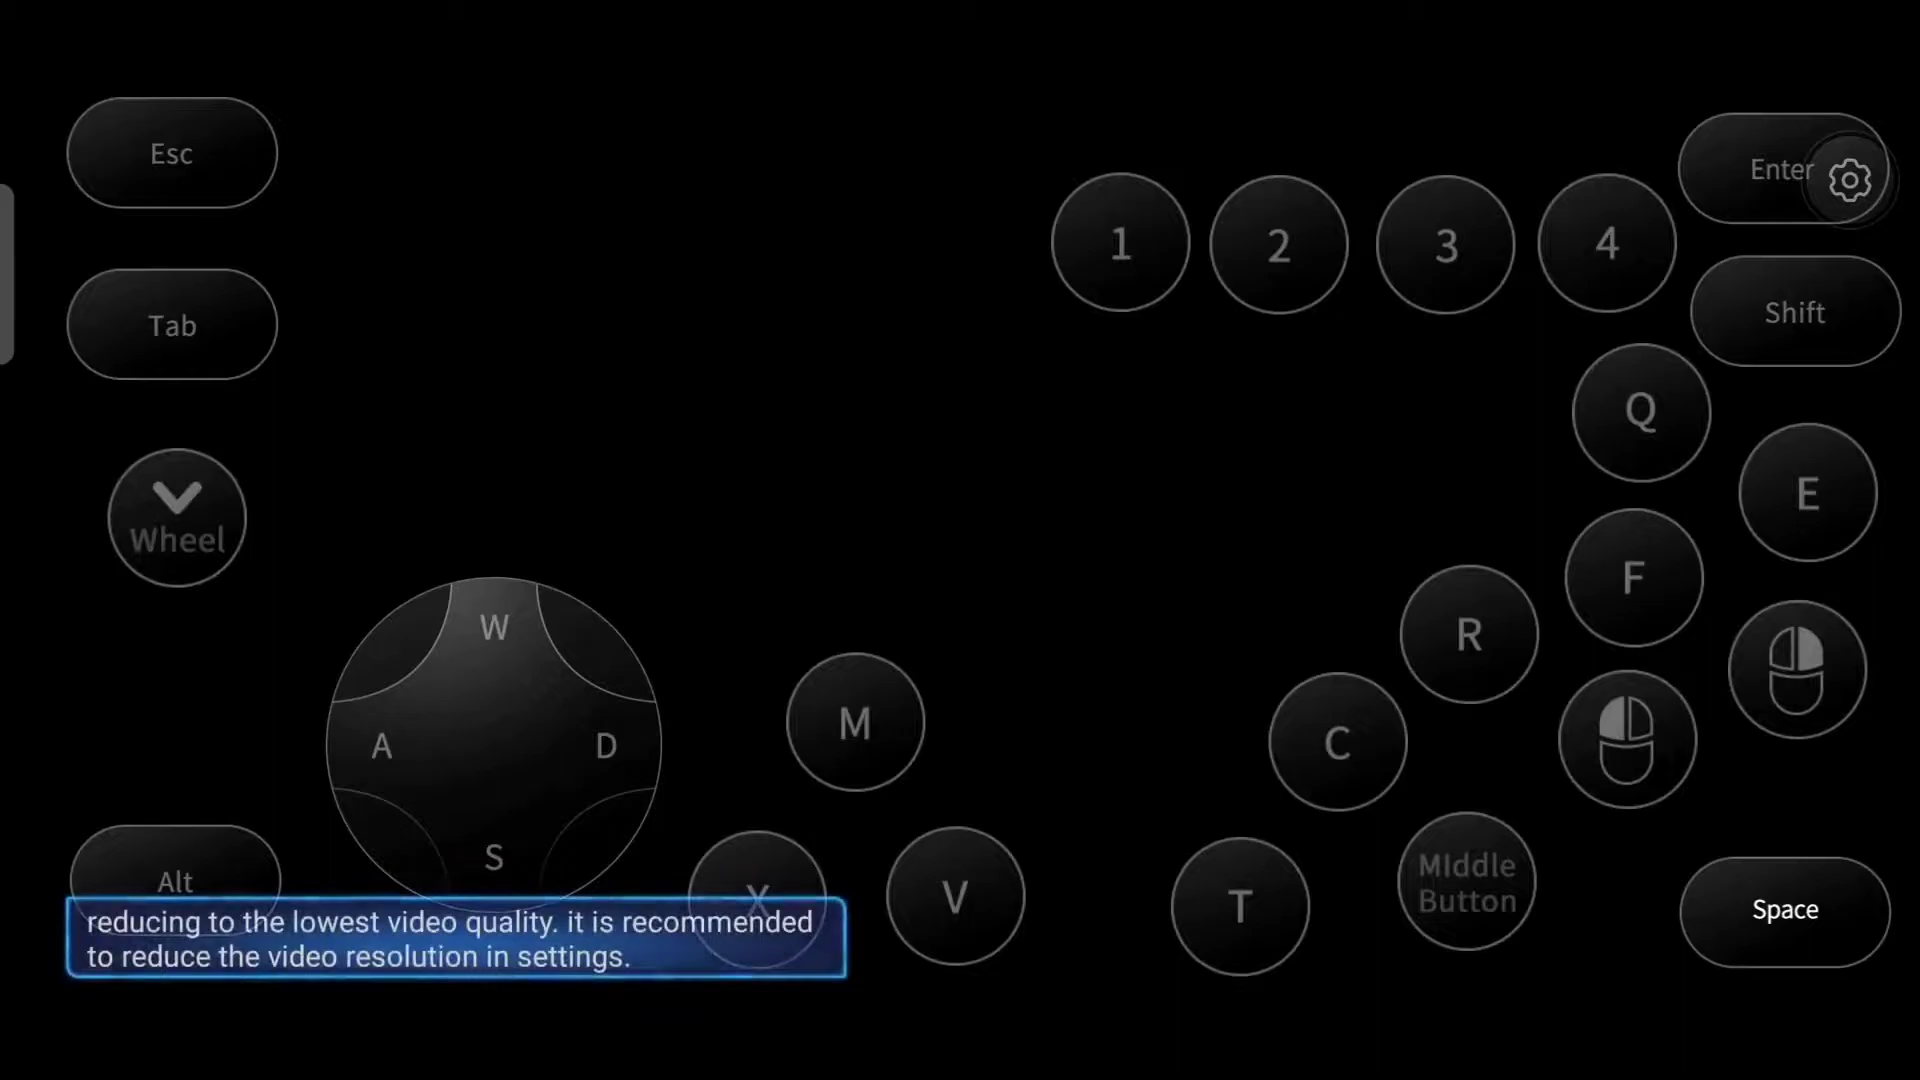 Esc
Enter
1
2
3
4
Tab
Shift
Q
E
Wheel
F
W
R
A
D
M
C
S
Alt
X
V
T
MIddle
Button
Space
reducing to the lowest video quality. it is recommended
to reduce the video resolution in settings.